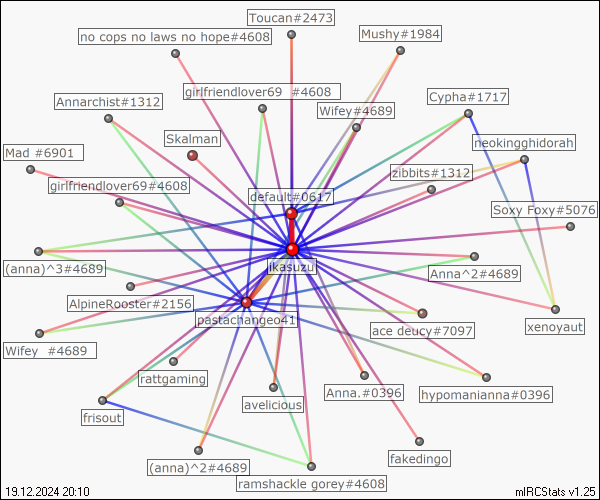 Toucan#2473
no cops no laws no hope#4608
Mushy#1984
girlfriendlover69 #4608
Annarchist#1312
Wifey#4689
Cypha#1717
Skalman
neokingghidorah
Mad #6901
zibbits#1312
girlfriendlover69#4608
default#0617
Soxy Foxy#5076
(anna)^3#4689
ikasuzu
Anna^2#4689
AlpineRooster#2156
pastachangeo41
ace deucy#7097
xenoyaut
Wifey #4689
rattgaming
Anna.#0396
hypomanianna#0396
avelicious
frisout
fakedingo
(anna)^2#4689
ramshackle gorey#4608
19.12.2024 20:10
mIRCStats v1.25